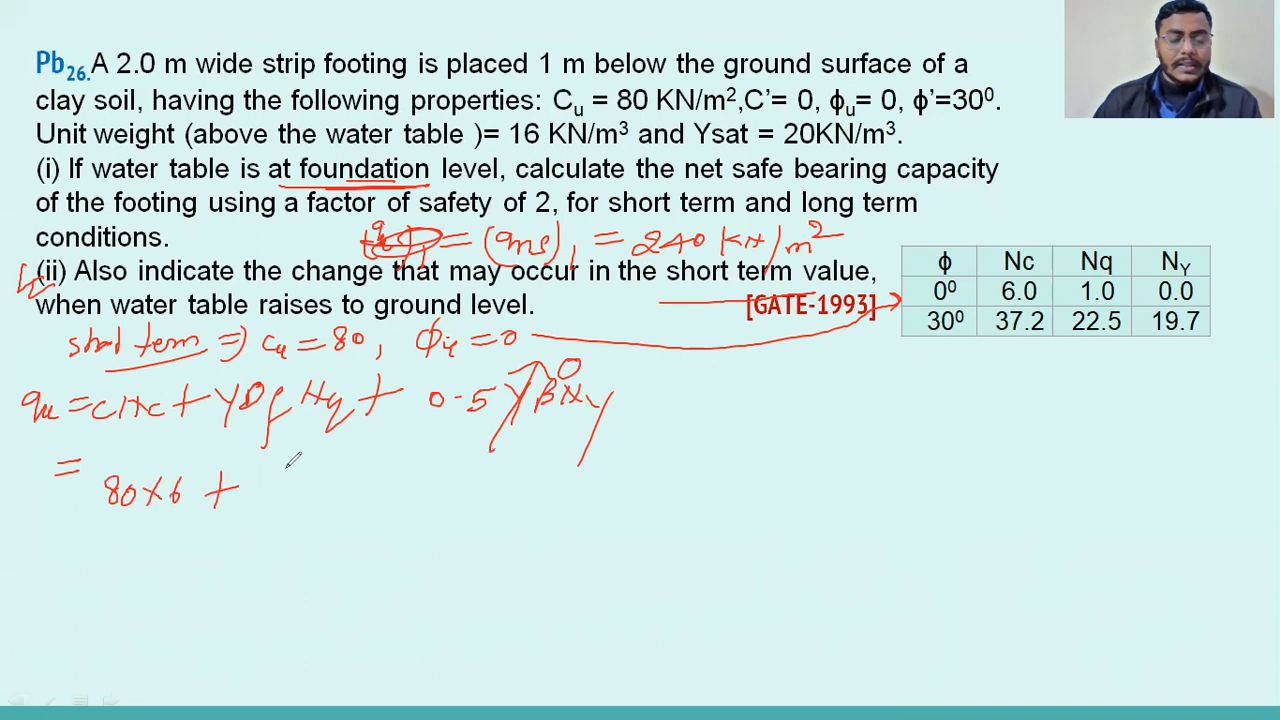 Pb26. A 2.0 m wide strip footing is placed 1 m below the ground surface of a
clay soil, having the following properties: Cu = 80 KN/m²,C'= 0, ϕu= 0, ϕ'=30⁰.
Unit weight (above the water table )= 16 KN/m³ and Ysat = 20KN/m³.
(i) If water table is at foundation level, calculate the net safe bearing capacity
of the footing using a factor of safety of 2, for short term and long term
conditions.
= (qns)1 = 240 KN/m²
(ii) Also indicate the change that may occur in the short term value,
when water table raises to ground level. [GATE-1993]
ϕ Nc Nq Nγ
0⁰ 6.0 1.0 0.0
30⁰ 37.2 22.5 19.7
short term ⇒ cu = 80, ϕu = 0
qu = CNc + γDf Nq + 0.5 γBNγ 0
= 80×6 +